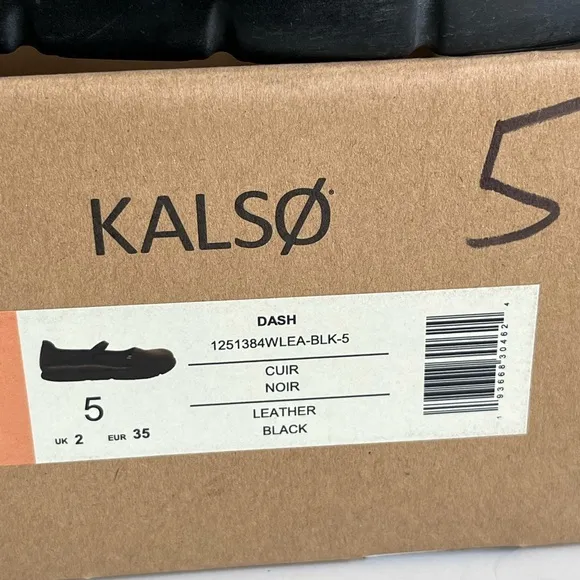 5
KALSØ
DASH
1251384WLEA-BLK-5
CUIR
NOIR
LEATHER
BLACK
5
UK 2 EUR 35
1 93668 30462 4